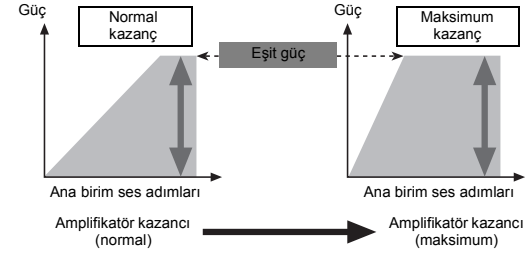 Güç
Normal
kazanç
Eşit güç
Güç
Maksimum
kazanç
Ana birim ses adımları
Ana birim ses adımları
Amplifikatör kazancı
(normal)
Amplifikatör kazancı
(maksimum)